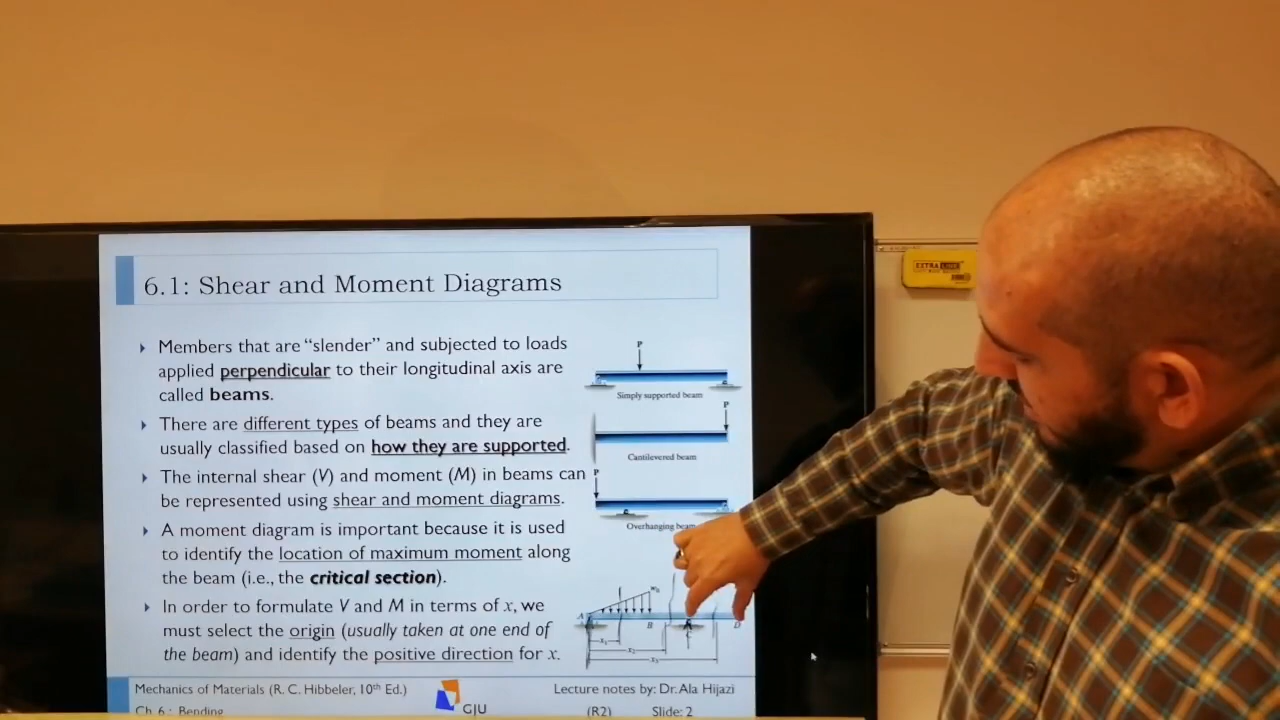 6.1: Shear and Moment Diagrams
Members that are “slender” and subjected to loads
applied perpendicular to their longitudinal axis are
called beams.
There are different types of beams and they are
usually classified based on how they are supported.
The internal shear (V) and moment (M) in beams can
be represented using shear and moment diagrams.
A moment diagram is important because it is used
to identify the location of maximum moment along
the beam (i.e., the critical section).
In order to formulate V and M in terms of x, we
must select the origin (usually taken at one end of
the beam) and identify the positive direction for x.
P
Simply supported beam
P
Cantilevered beam
P
Overhanging beam
A
B
C
D
x₁
x₂
x₃
Mechanics of Materials (R. C. Hibbeler, 10th Ed.)
Ch 6: Bending
GJU
Lecture notes by: Dr. Ala Hijazi
(R2) Slide: 2
EXTRA